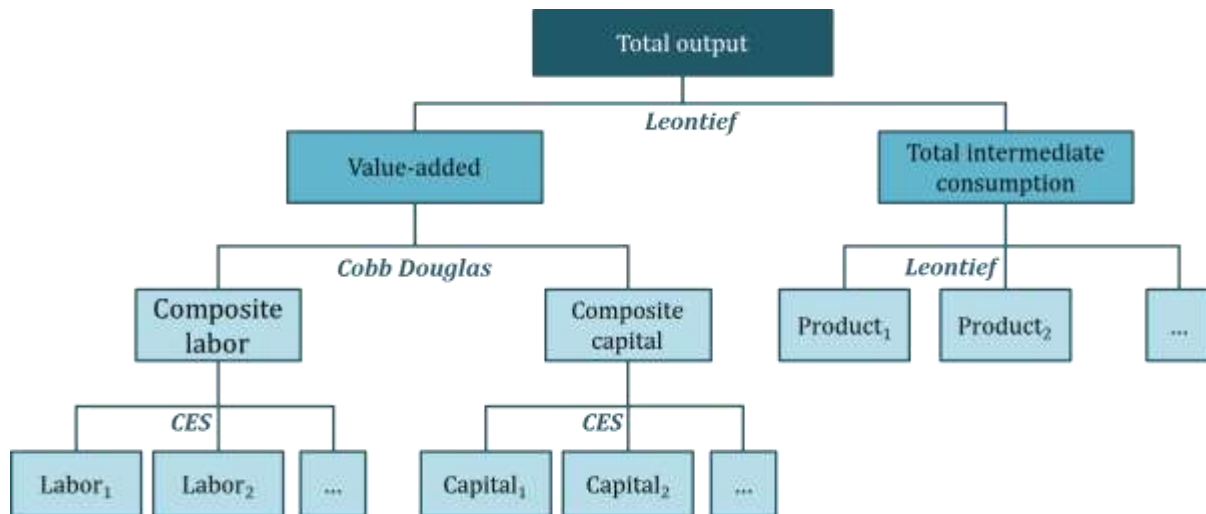 Total output
Leontief
Value-added
Total intermediate
consumption
Cobb Douglas
Leontief
Composite
labor
Composite
capital
Product₁
Product₂
...
CES
CES
Labor₁
Labor₂
...
Capital₁
Capital₂
...